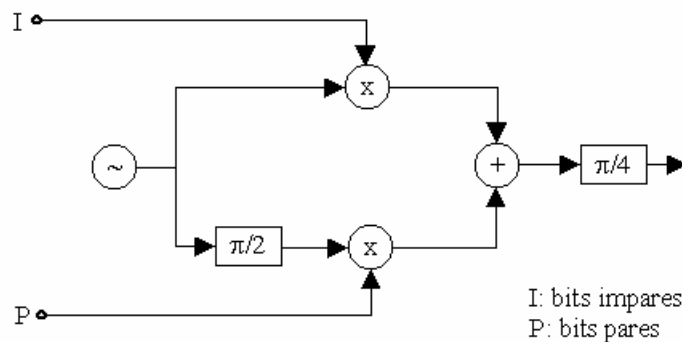 I
x
~
+
π/4
π/2
x
P
I: bits impares
P: bits pares